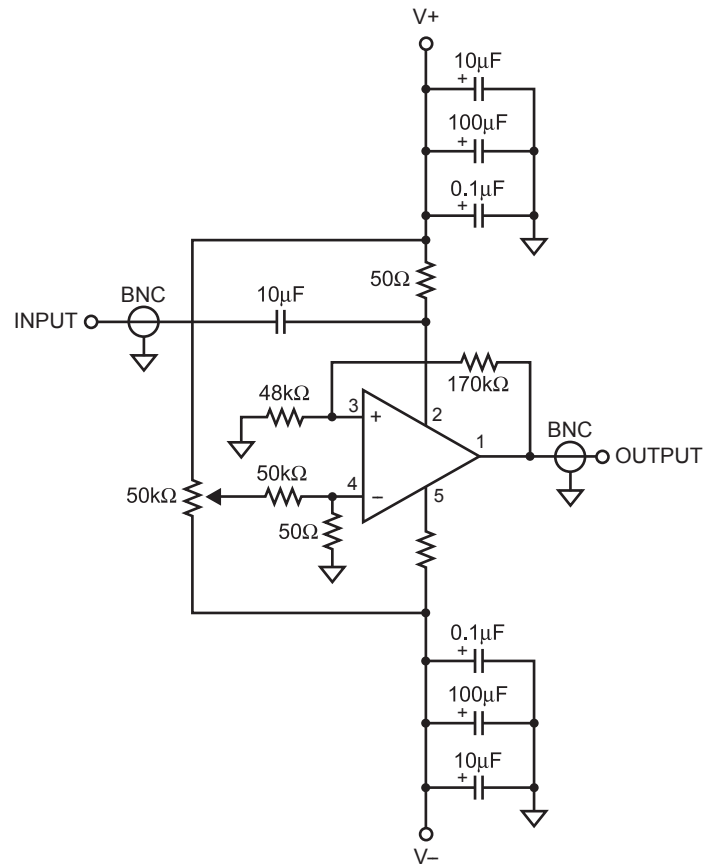 V+
10µF
+
100µF
+
0.1µF
+
50Ω
BNC
10µF
INPUT
170kΩ
48kΩ
3
+
2
1
BNC
OUTPUT
50kΩ
50kΩ
4
–
5
50Ω
0.1µF
+
100µF
+
10µF
+
V–